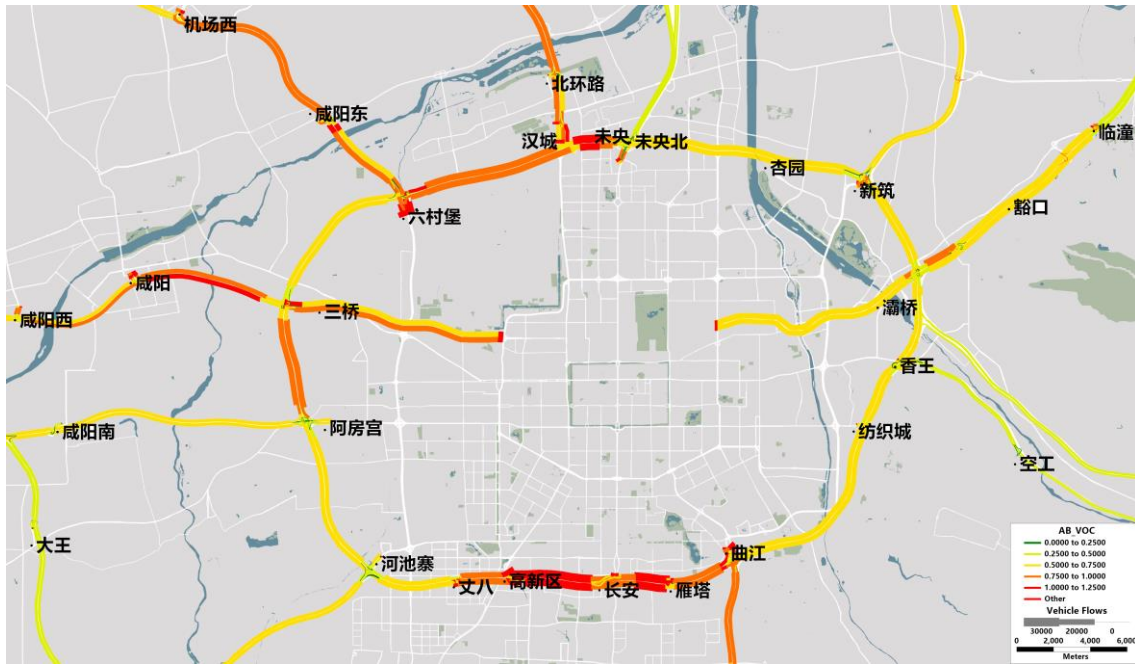 机场西
北环路
咸阳东
汉城
未央
未央北
临潼
杏园
新筑
豁口
六村堡
咸阳
咸阳西
三桥
灞桥
香王
咸阳南
阿房宫
纺织城
空工
大王
河池寨
曲江
丈八
高新区
长安
雁塔
AB_VOC
0.0000 to 0.2500
0.2500 to 0.5000
0.5000 to 0.7500
0.7500 to 1.0000
1.0000 to 1.2500
Other
Vehicle Flows
30000 20000 0
0 2,000 4,000 6,000
Meters